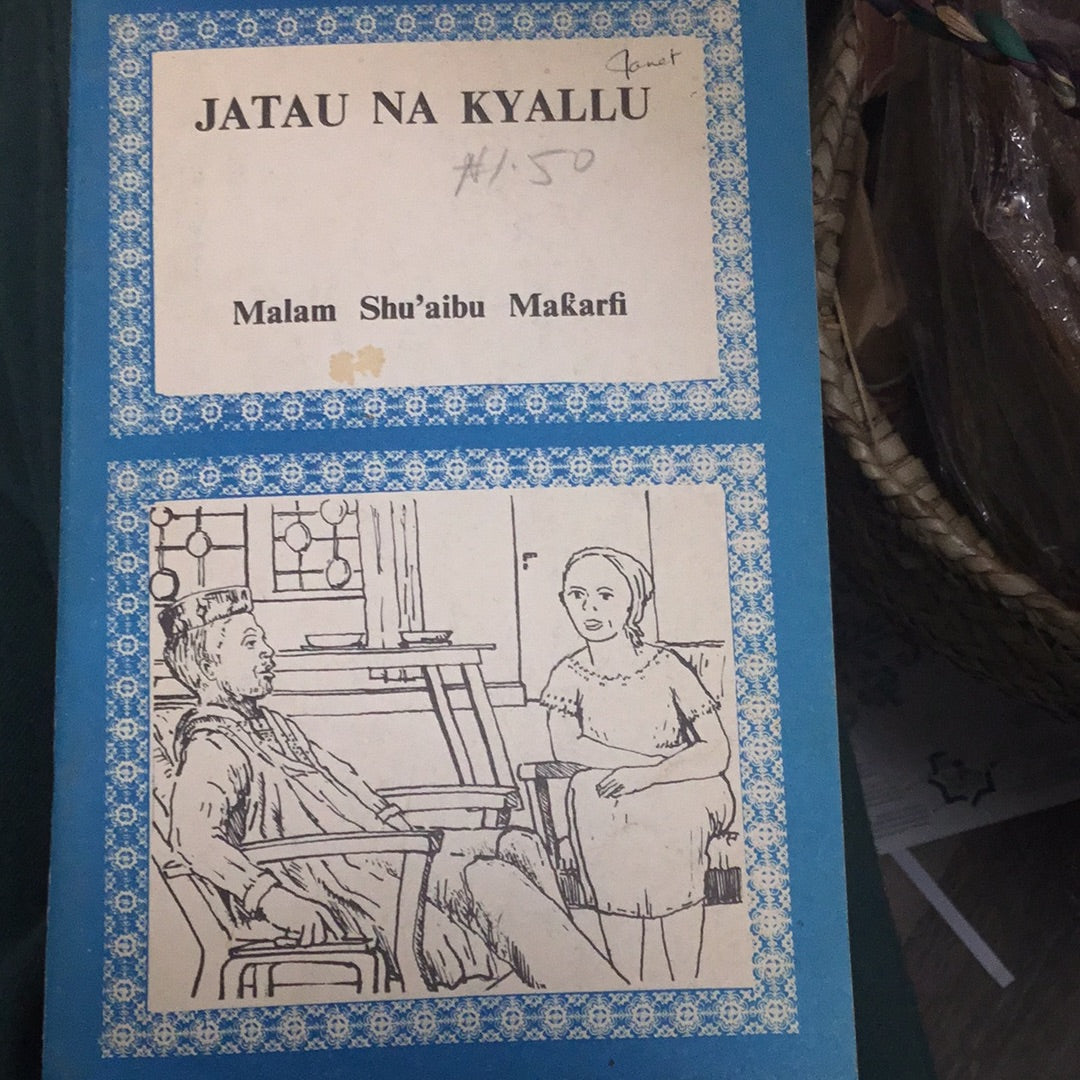 Janet
JATAU NA KYALLU
₦1.50
Malam Shu'aibu Maƙarfi